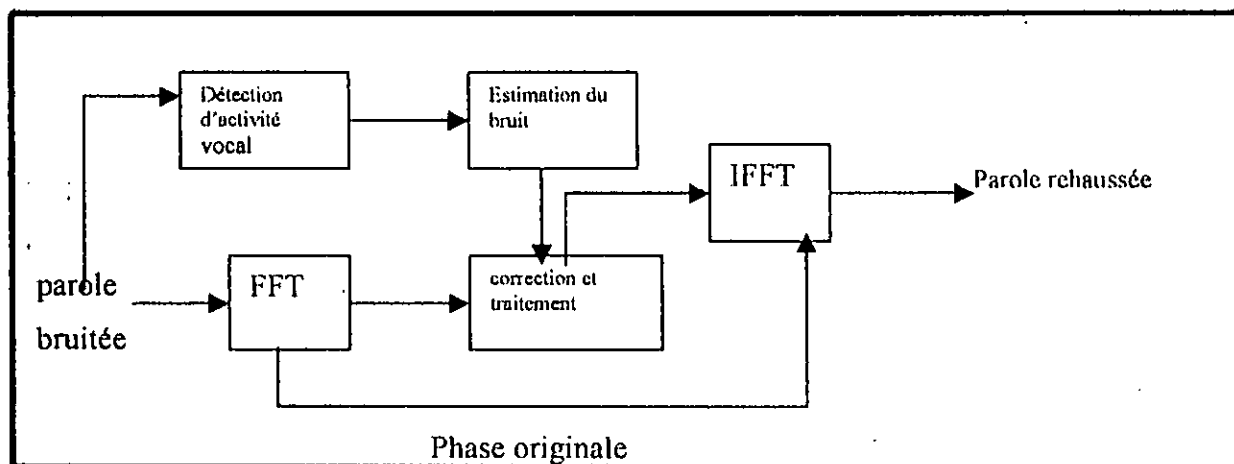 Détection
d'activité
vocal
Estimation du
bruit
IFFT
Parole rehaussée
parole
bruitée
FFT
correction et
traitement
Phase originale